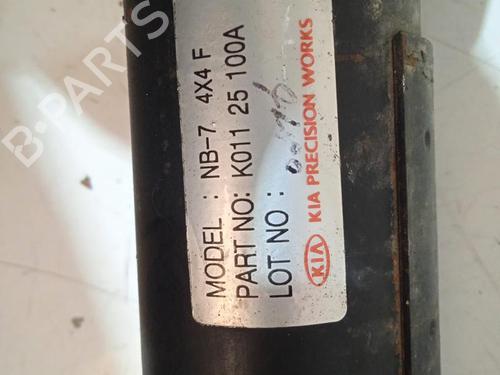 MODEL : NB-7, 4X4 F
PART NO: K011 25 100A
LOT NO :
KIA KIA PRECISION WORKS
B-PARTS